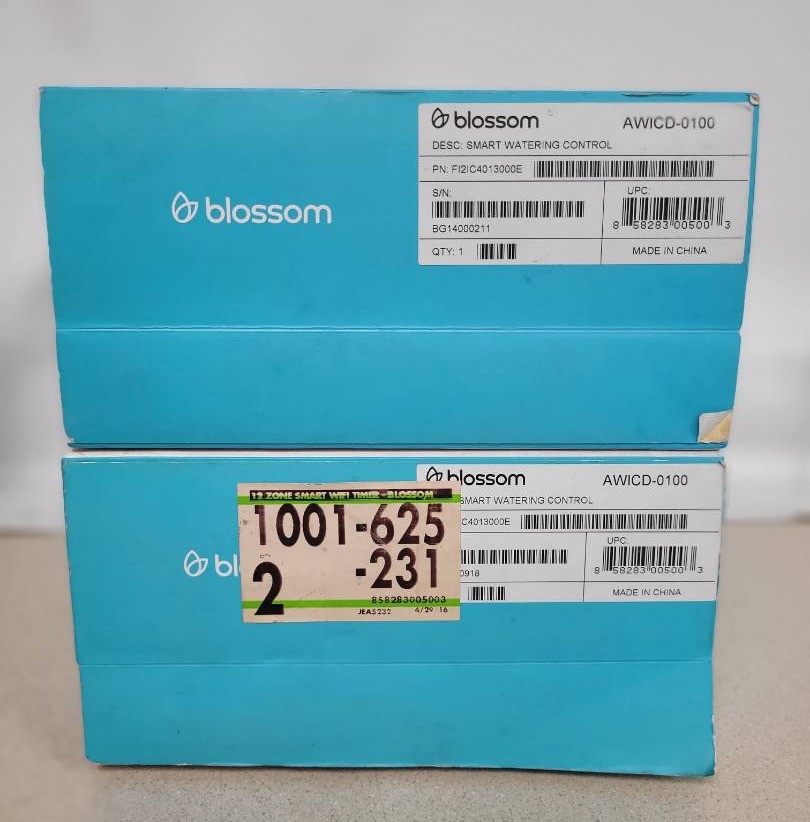 blossom
blossom AWICD-0100
DESC: SMART WATERING CONTROL
PN: FI2IC4013000E
S/N:
BG14000211
UPC:
8 58283 00500 3
QTY: 1
MADE IN CHINA
bl
blossom AWICD-0100
SMART WATERING CONTROL
C4013000E
0918
UPC:
8 58283 00500 3
MADE IN CHINA
12 ZONE SMART WIFI TIMER - BLOSSOM
1001-625
-231
2
858283005003
JEA5232 4/29/16